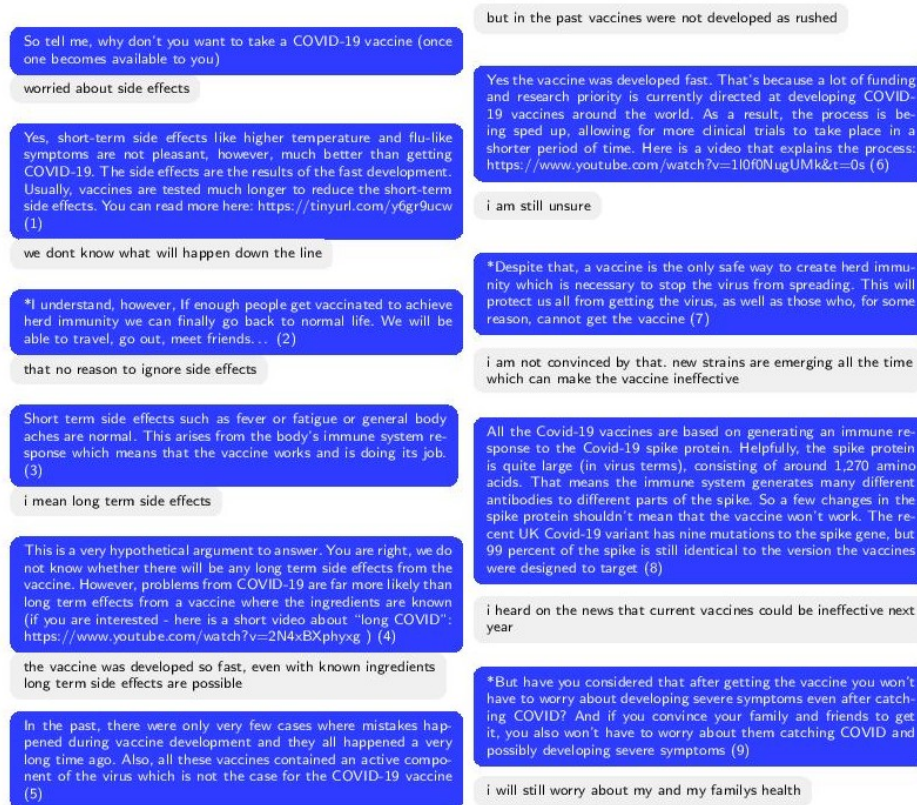 So tell me, why don't you want to take a COVID-19 vaccine (once
one becomes available to you)
worried about side effects
Yes, short-term side effects like higher temperature and flu-like
symptoms are not pleasant, however, much better than getting
COVID-19. The side effects are the results of the fast development.
Usually, vaccines are tested much longer to reduce the short-term
side effects. You can read more here: https://tinyurl.com/y6gr9ucw
(1)
we dont know what will happen down the line
*I understand, however, If enough people get vaccinated to achieve
herd immunity we can finally go back to normal life. We will be
able to travel, go out, meet friends... (2)
that no reason to ignore side effects
Short term side effects such as fever or fatigue or general body
aches are normal. This arises from the body's immune system re-
sponse which means that the vaccine works and is doing its job.
(3)
i mean long term side effects
This is a very hypothetical argument to answer. You are right, we do
not know whether there will be any long term side effects from the
vaccine. However, problems from COVID-19 are far more likely than
long term effects from a vaccine where the ingredients are known
(if you are interested - here is a short video about "long COVID":
https://www.youtube.com/watch?v=2N4xBXphyxg ) (4)
the vaccine was developed so fast, even with known ingredients
long term side effects are possible
In the past, there were only very few cases where mistakes hap-
pened during vaccine development and they all happened a very
long time ago. Also, all these vaccines contained an active compo-
nent of the virus which is not the case for the COVID-19 vaccine
(5)
but in the past vaccines were not developed as rushed
Yes the vaccine was developed fast. That's because a lot of funding
and research priority is currently directed at developing COVID-
19 vaccines around the world. As a result, the process is be-
ing sped up, allowing for more clinical trials to take place in a
shorter period of time. Here is a video that explains the process:
https://www.youtube.com/watch?v=1l0f0NugUMk&t=0s (6)
i am still unsure
*Despite that, a vaccine is the only safe way to create herd immu-
nity which is necessary to stop the virus from spreading. This will
protect us all from getting the virus, as well as those who, for some
reason, cannot get the vaccine (7)
i am not convinced by that. new strains are emerging all the time
which can make the vaccine ineffective
All the Covid-19 vaccines are based on generating an immune re-
sponse to the Covid-19 spike protein. Helpfully, the spike protein
is quite large (in virus terms), consisting of around 1,270 amino
acids. That means the immune system generates many different
antibodies to different parts of the spike. So a few changes in the
spike protein shouldn't mean that the vaccine won't work. The re-
cent UK Covid-19 variant has nine mutations to the spike gene, but
99 percent of the spike is still identical to the version the vaccines
were designed to target (8)
i heard on the news that current vaccines could be ineffective next
year
*But have you considered that after getting the vaccine you won't
have to worry about developing severe symptoms even after catch-
ing COVID? And if you convince your family and friends to get
it, you also won't have to worry about them catching COVID and
possibly developing severe symptoms (9)
i will still worry about my and my familys health